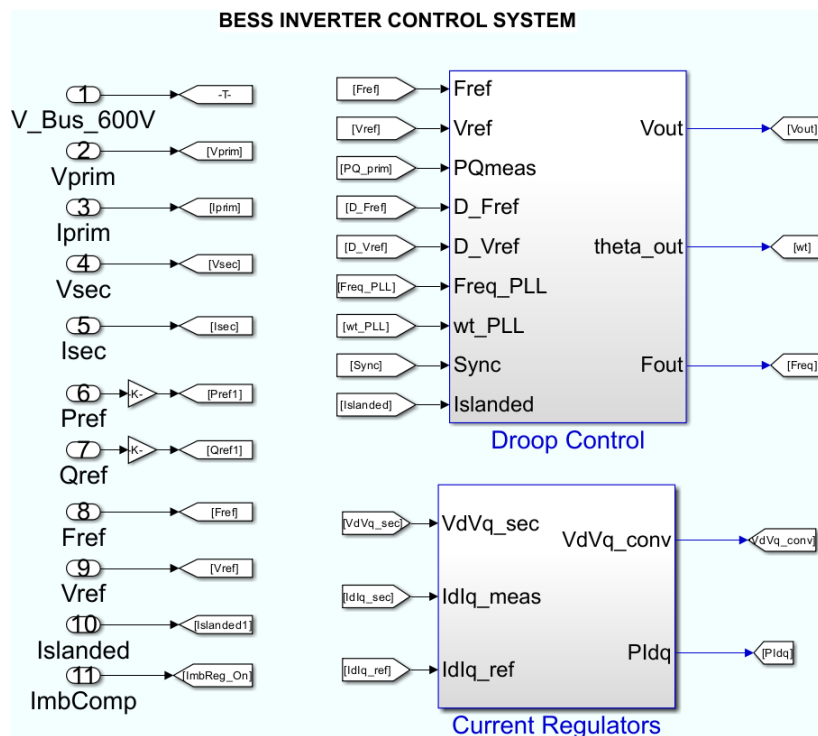 BESS INVERTER CONTROL SYSTEM
1
-T-
V_Bus_600V
2
[Vprim]
Vprim
3
[Iprim]
Iprim
4
[Vsec]
Vsec
5
[Isec]
Isec
6
-K-
[Pref1]
Pref
7
-K-
[Qref1]
Qref
8
[Fref]
Fref
9
[Vref]
Vref
10
[Islanded1]
Islanded
11
[ImbReg_On]
ImbComp
[Fref]
Fref
[Vref]
Vref
Vout
[Vout]
[PQ_prim]
PQmeas
[D_Fref]
D_Fref
[D_Vref]
D_Vref
theta_out
[wt]
[Freq_PLL]
Freq_PLL
[wt_PLL]
wt_PLL
[Sync]
Sync
Fout
[Freq]
[Islanded]
Islanded
Droop Control
[VdVq_sec]
VdVq_sec
VdVq_conv
VdVq_conv]
[IdIq_sec]
IdIq_meas
[IdIq_ref]
IdIq_ref
PIdq
[PIdq]
Current Regulators